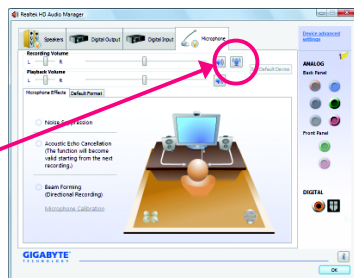 Realtek HD Audio Manager
Speakers
Digital Output
Digital Input
Microphone
Device advanced
settings
Recording Volume
L
R
Default Device
Playback Volume
L
R
ANALOG
Back Panel
Microphone Effects
Default Format
Noise Suppression
Acoustic Echo Cancellation
(The function will become
valid starting from the next
recording.)
Front Panel
Beam Forming
(Directional Recording)
Microphone Calibration
DIGITAL
GIGABYTE
TECHNOLOGY
i
OK